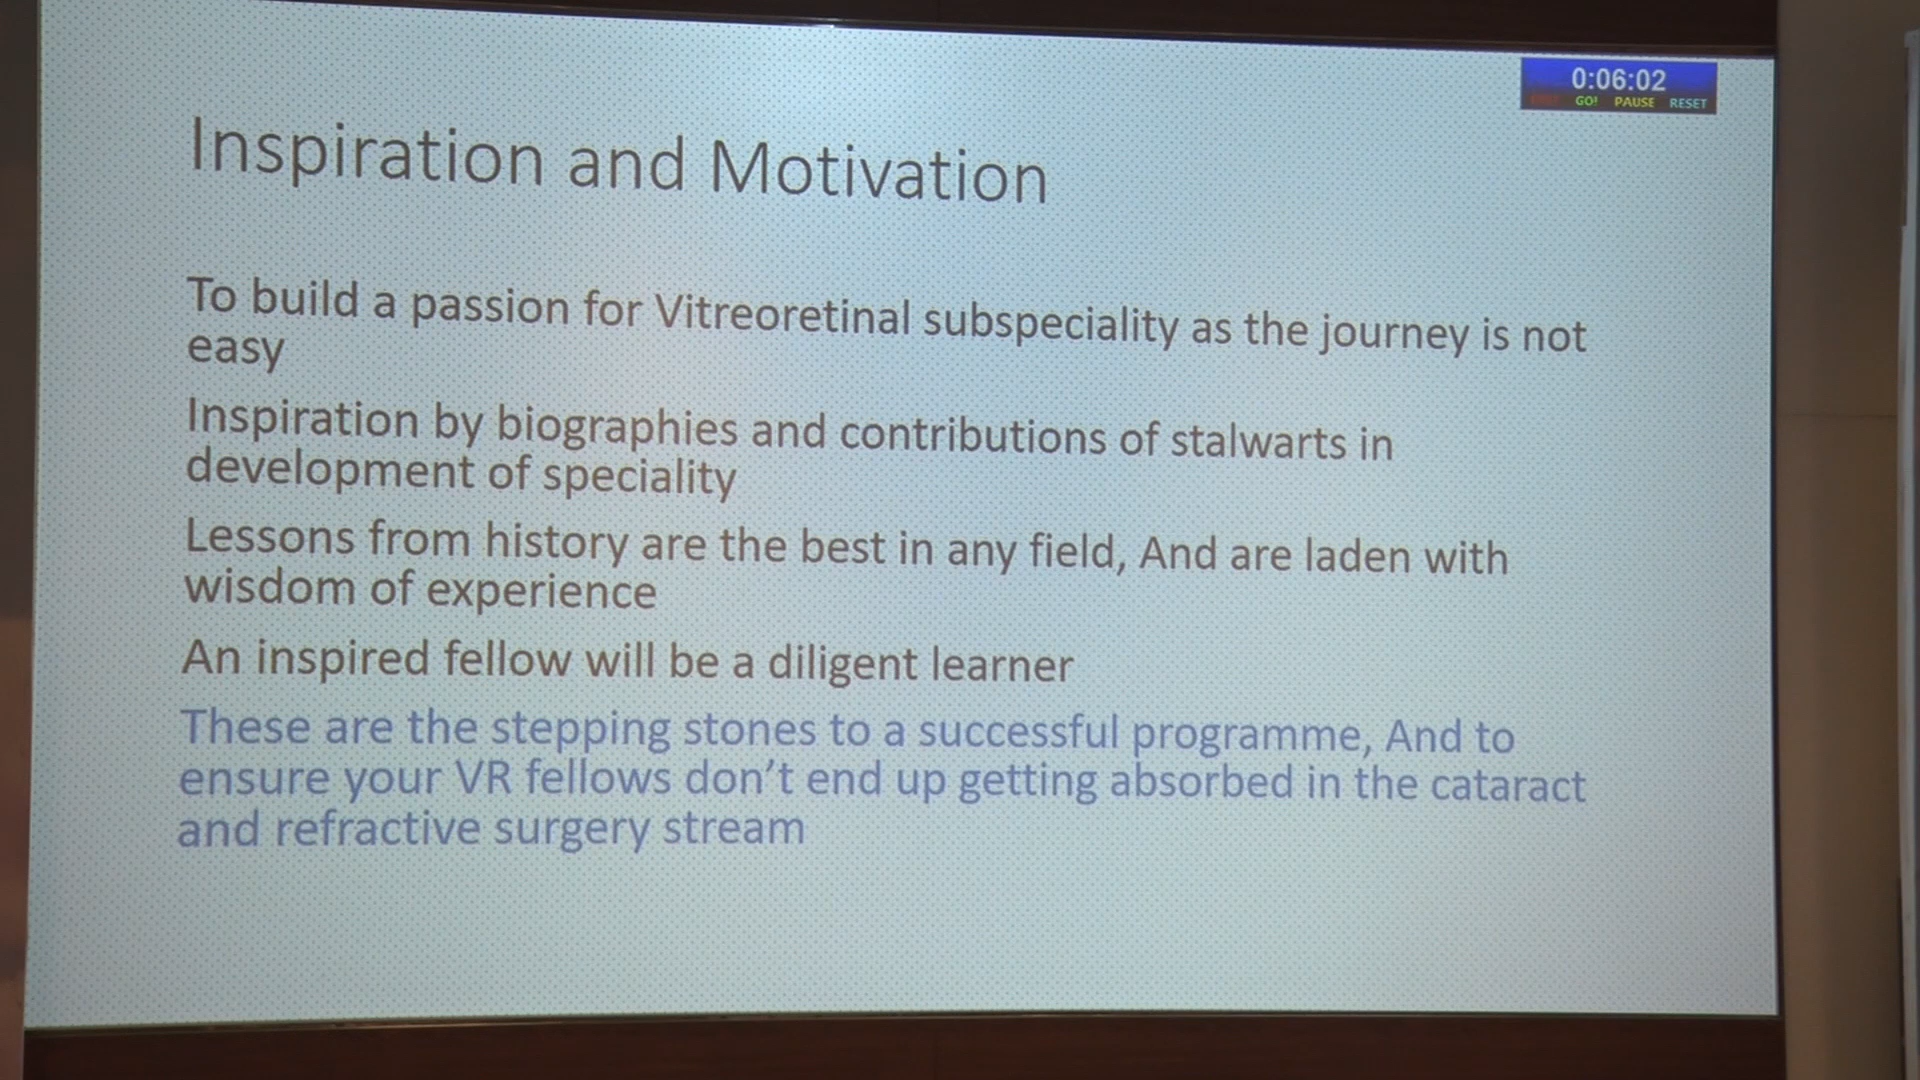 0:06:02
GO! PAUSE RESET
Inspiration and Motivation
To build a passion for Vitreoretinal subspeciality as the journey is not
easy
Inspiration by biographies and contributions of stalwarts in
development of speciality
Lessons from history are the best in any field, And are laden with
wisdom of experience
An inspired fellow will be a diligent learner
These are the stepping stones to a successful programme, And to
ensure your VR fellows don't end up getting absorbed in the cataract
and refractive surgery stream